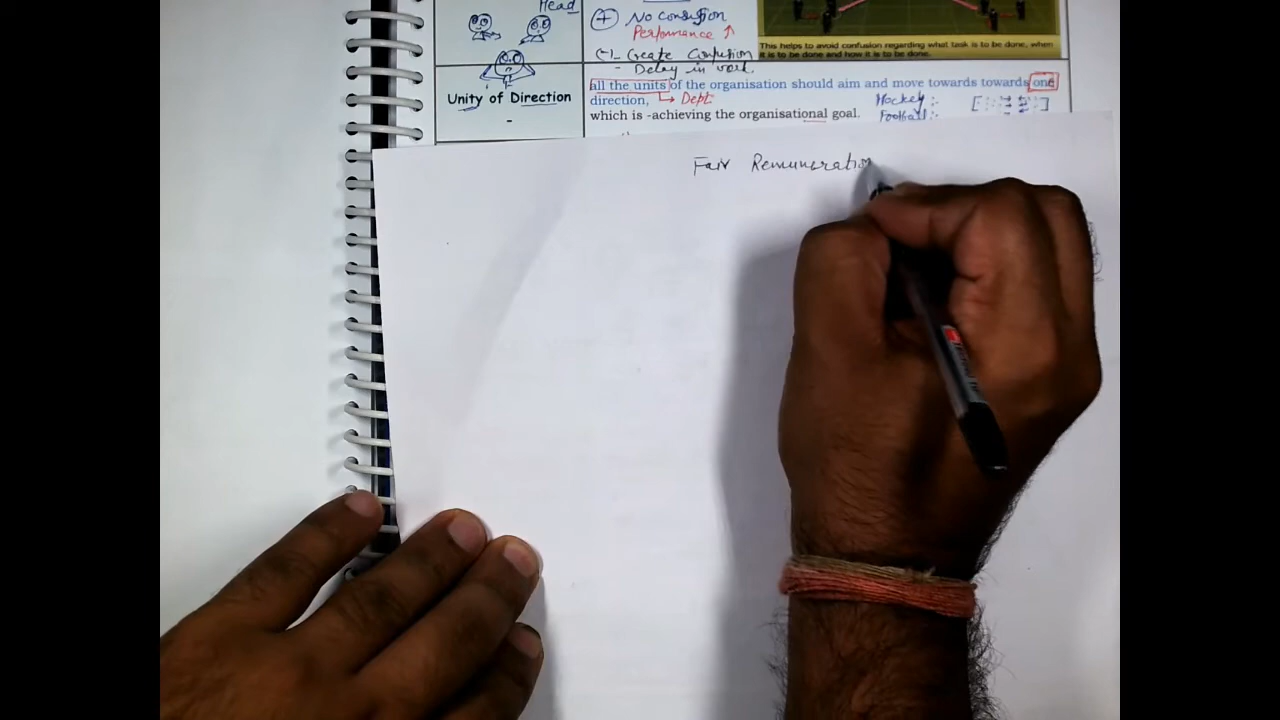 Head
(+) No confusion
Performance ↑
(-) - Create Confusion
- Delay in work.
This helps to avoid confusion regarding what task is to be done, when
it is to be done and how it is to be done.
Unity of Direction
-
all the units of the organisation should aim and move towards towards one
direction, → Dept.
which is -achieving the organisational goal.
Hockey :-
Football :-
Fair Remuneration